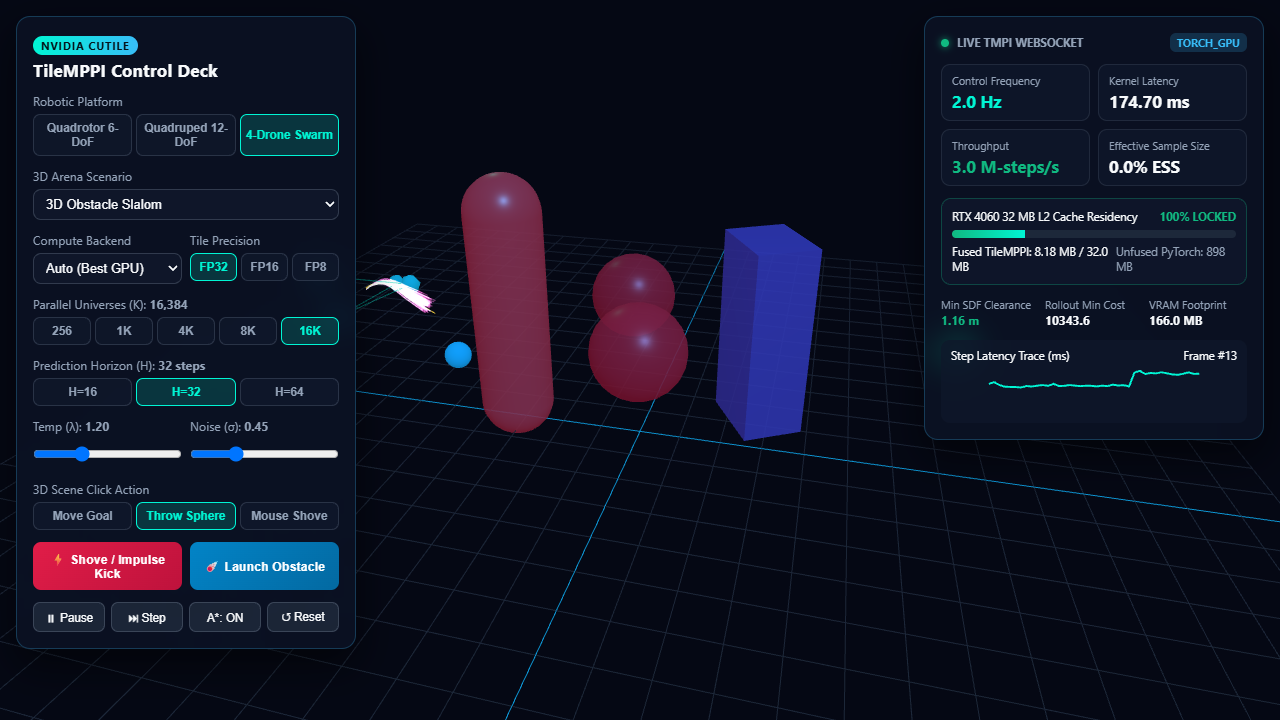 NVIDIA CUTILE
TileMPPI Control Deck
Robotic Platform
Quadrotor 6-
DoF
Quadruped 12-
DoF
4-Drone Swarm
3D Arena Scenario
3D Obstacle Slalom
Compute Backend
Tile Precision
Auto (Best GPU)
FP32
FP16
FP8
Parallel Universes (K): 16,384
256
1K
4K
8K
16K
Prediction Horizon (H): 32 steps
H=16
H=32
H=64
Temp (λ): 1.20
Noise (σ): 0.45
3D Scene Click Action
Move Goal
Throw Sphere
Mouse Shove
⚡ Shove / Impulse
Kick
☄️ Launch Obstacle
⏸ Pause
⏭ Step
A*: ON
↺ Reset
LIVE TMPI WEBSOCKET
TORCH_GPU
Control Frequency
2.0 Hz
Kernel Latency
174.70 ms
Throughput
3.0 M-steps/s
Effective Sample Size
0.0% ESS
RTX 4060 32 MB L2 Cache Residency
100% LOCKED
Fused TileMPPI: 8.18 MB / 32.0
MB
Unfused PyTorch: 898
MB
Min SDF Clearance
1.16 m
Rollout Min Cost
10343.6
VRAM Footprint
166.0 MB
Step Latency Trace (ms)
Frame #13